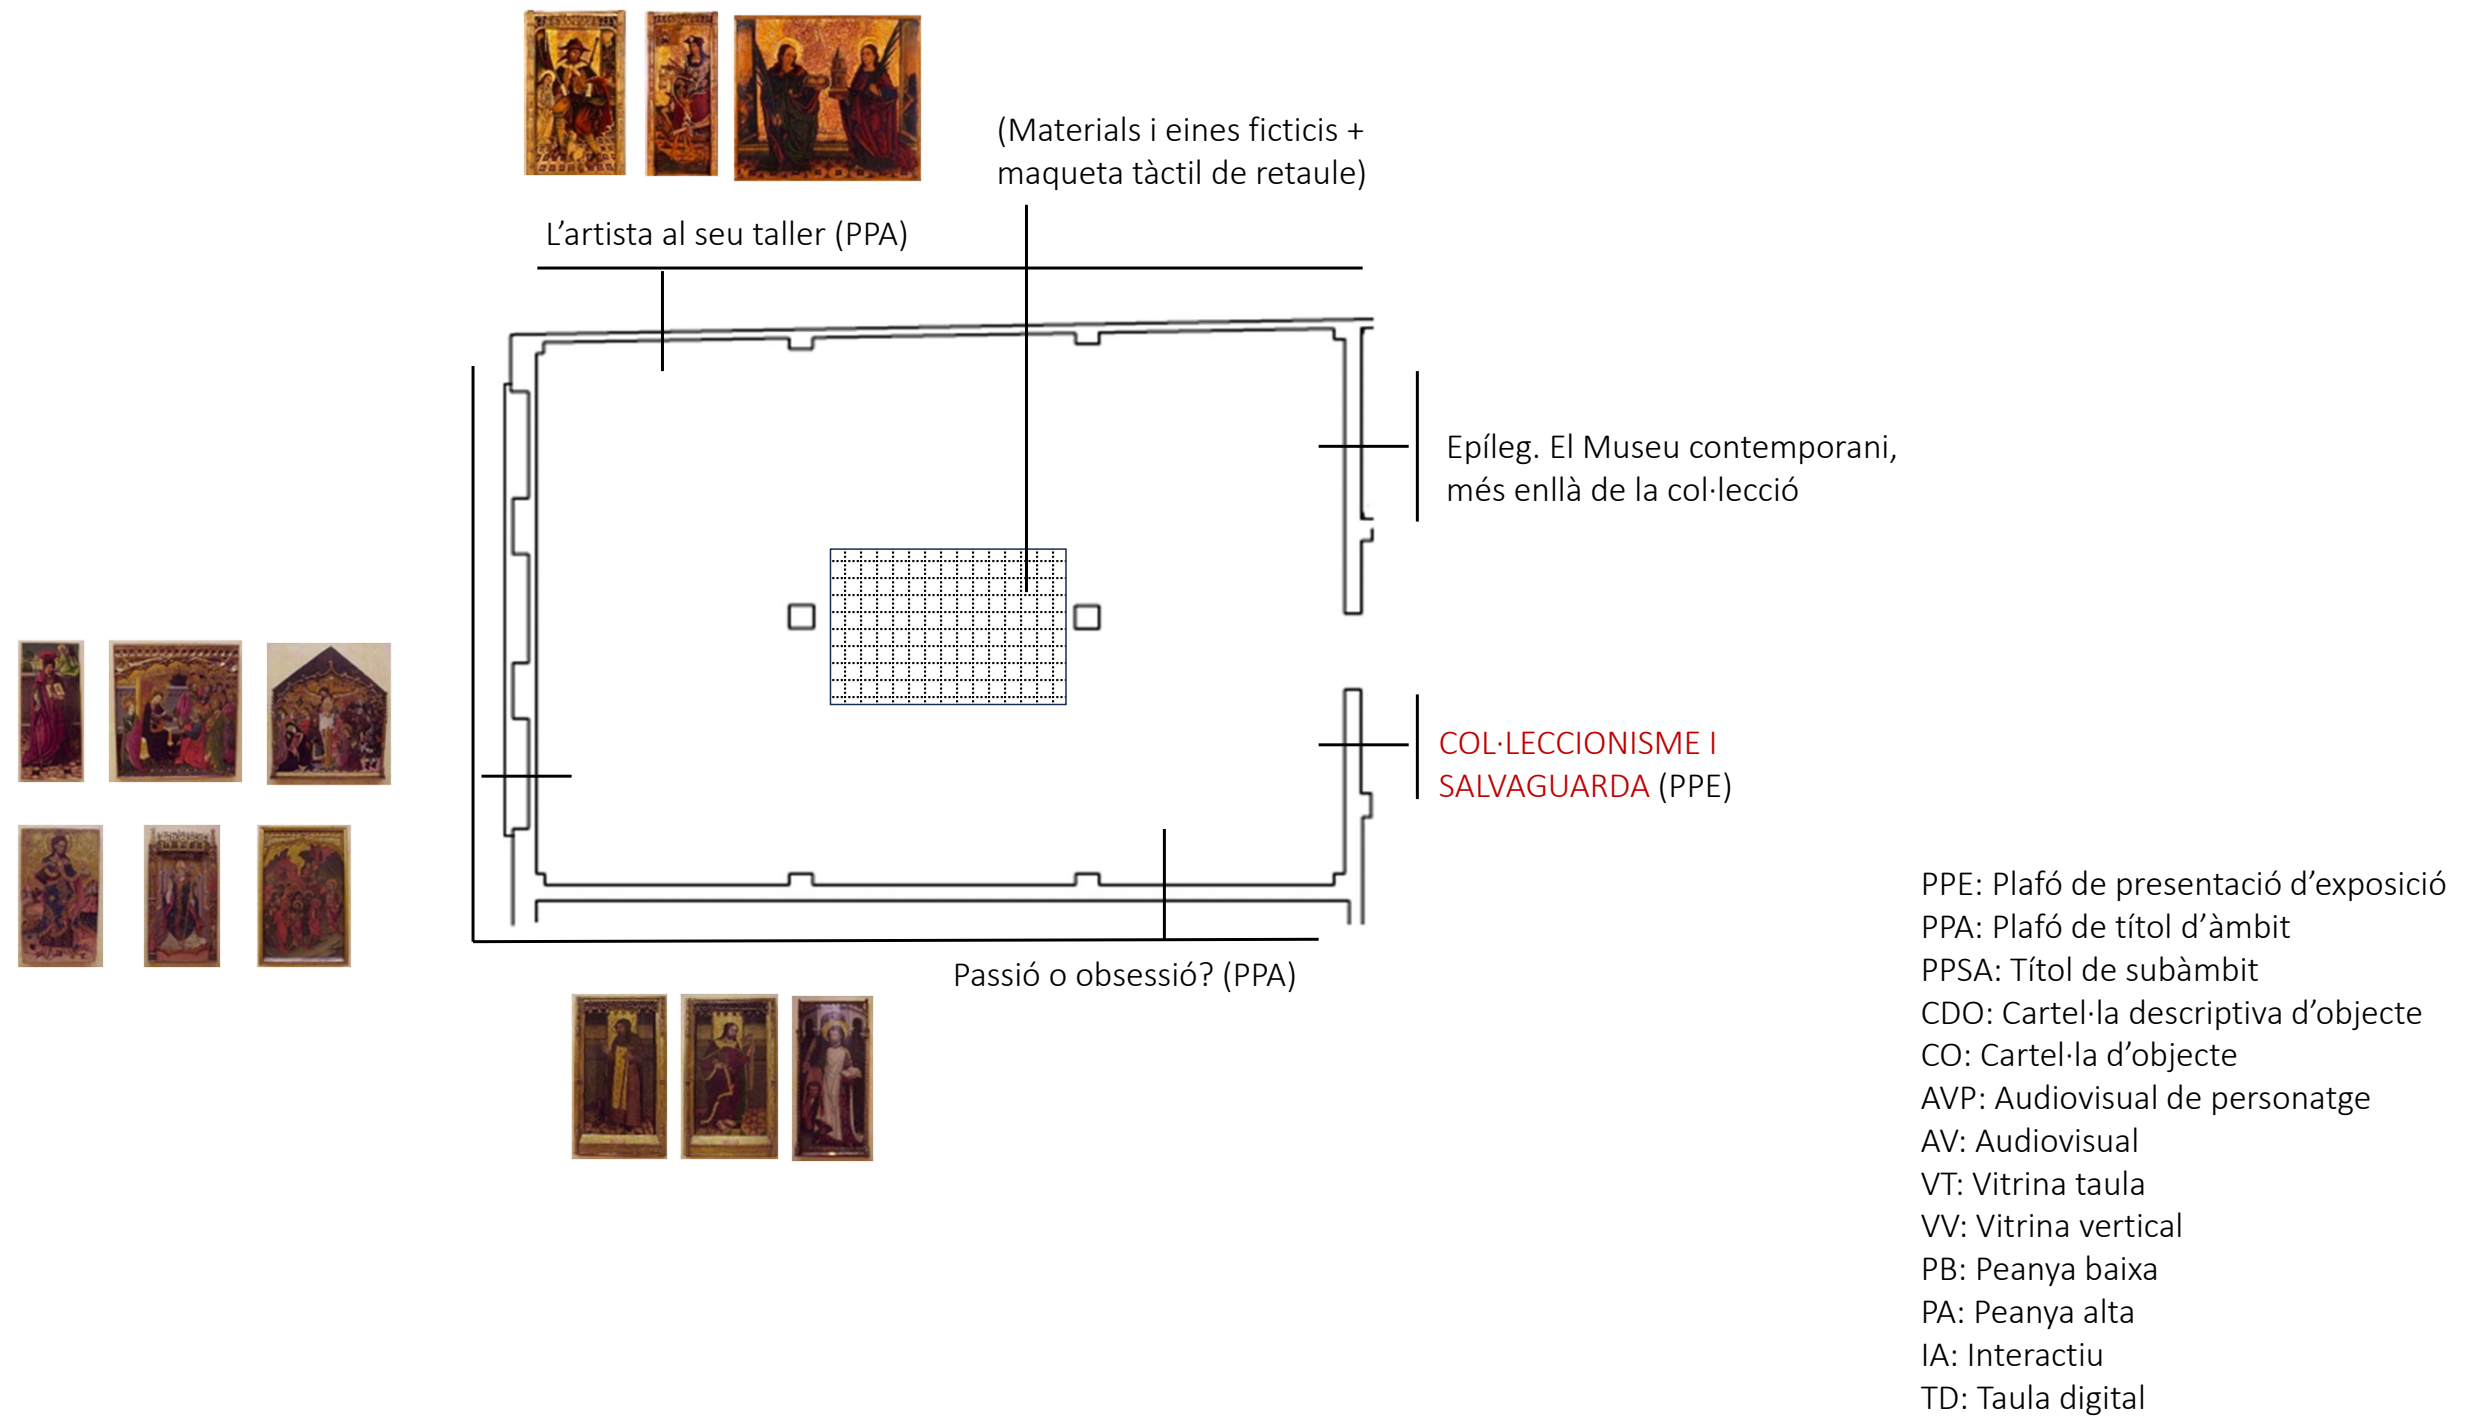 (Materials i eines ficticis +
maqueta tàctil de retaule)
L’artista al seu taller (PPA)
Epíleg. El Museu contemporani,
més enllà de la col·lecció
COL·LECCIONISME I
SALVAGUARDA (PPE)
Passió o obsessió? (PPA)
PPE: Plafó de presentació d’exposició
PPA: Plafó de títol d’àmbit
PPSA: Títol de subàmbit
CDO: Cartel·la descriptiva d’objecte
CO: Cartel·la d’objecte
AVP: Audiovisual de personatge
AV: Audiovisual
VT: Vitrina taula
VV: Vitrina vertical
PB: Peanya baixa
PA: Peanya alta
IA: Interactiu
TD: Taula digital